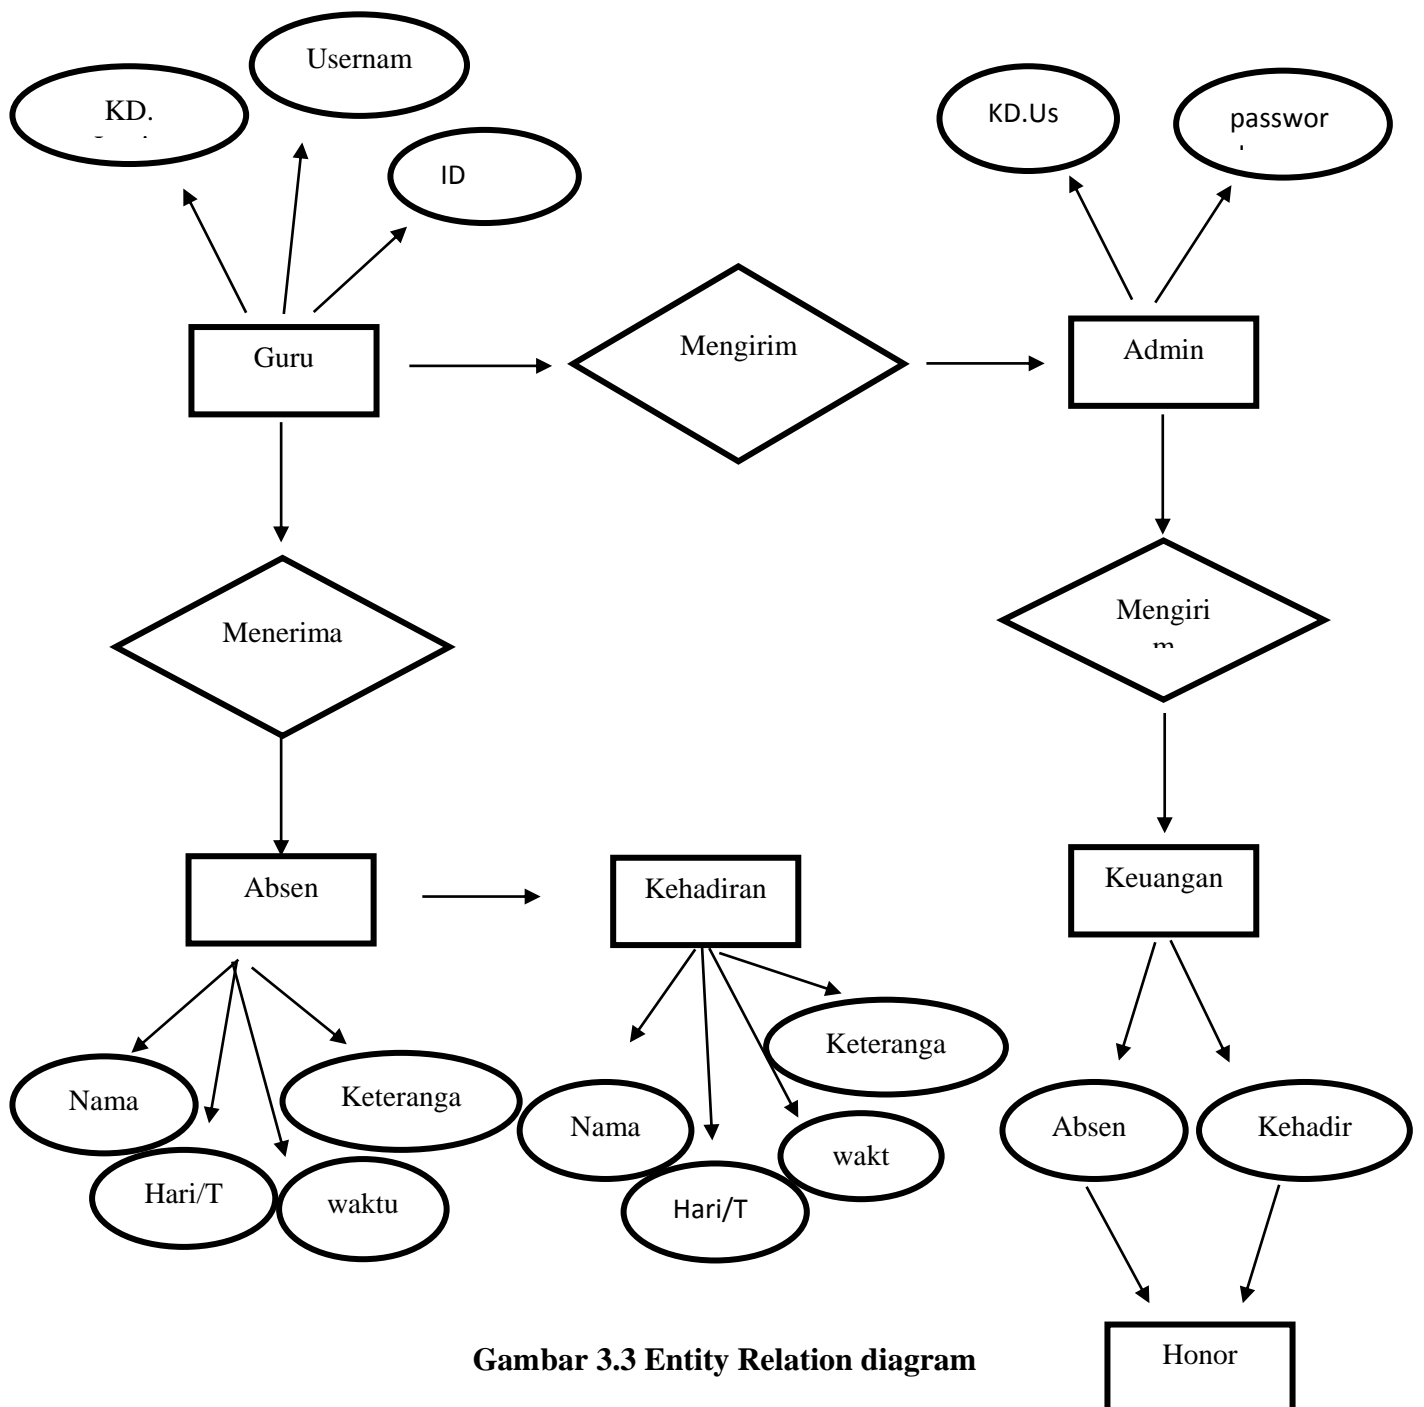 Usernam
KD.
ID
KD.Us
passwor
Guru
Mengirim
Admin
Menerima
Mengiri
m
Absen
Kehadiran
Keuangan
Nama
Keteranga
Hari/T
waktu
Nama
Keteranga
Hari/T
wakt
Absen
Kehadir
Honor
Gambar 3.3 Entity Relation diagram